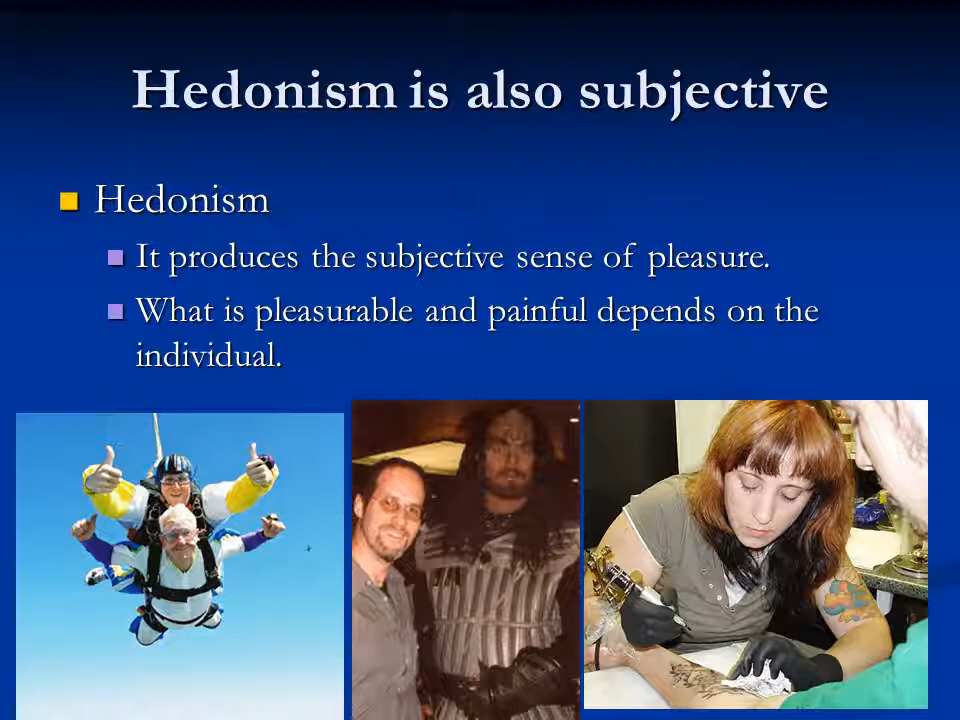 Hedonism is also subjective
Hedonism
It produces the subjective sense of pleasure.
What is pleasurable and painful depends on the
individual.